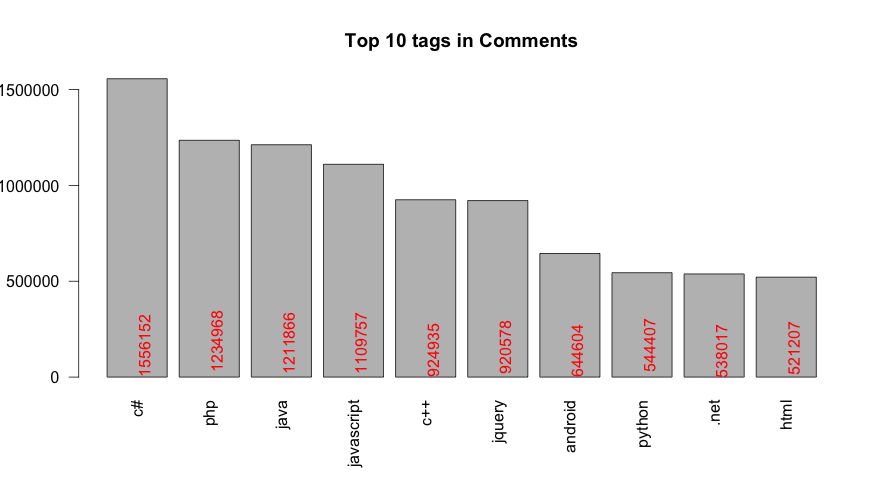 Top 10 tags in Comments
1500000
1000000
500000
0
1556152
1234968
1211866
1109757
924935
920578
644604
544407
538017
521207
c#
php
java
javascript
c++
jquery
android
python
.net
html